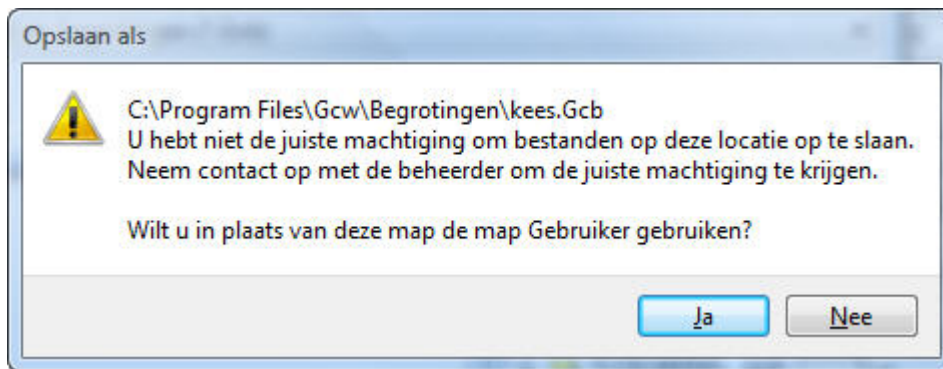 Opslaan als
C:\Program Files\Gcw\Begrotingen\kees.Gcb
U hebt niet de juiste machtiging om bestanden op deze locatie op te slaan.
Neem contact op met de beheerder om de juiste machtiging te krijgen.
Wilt u in plaats van deze map de map Gebruiker gebruiken?
Ja
Nee